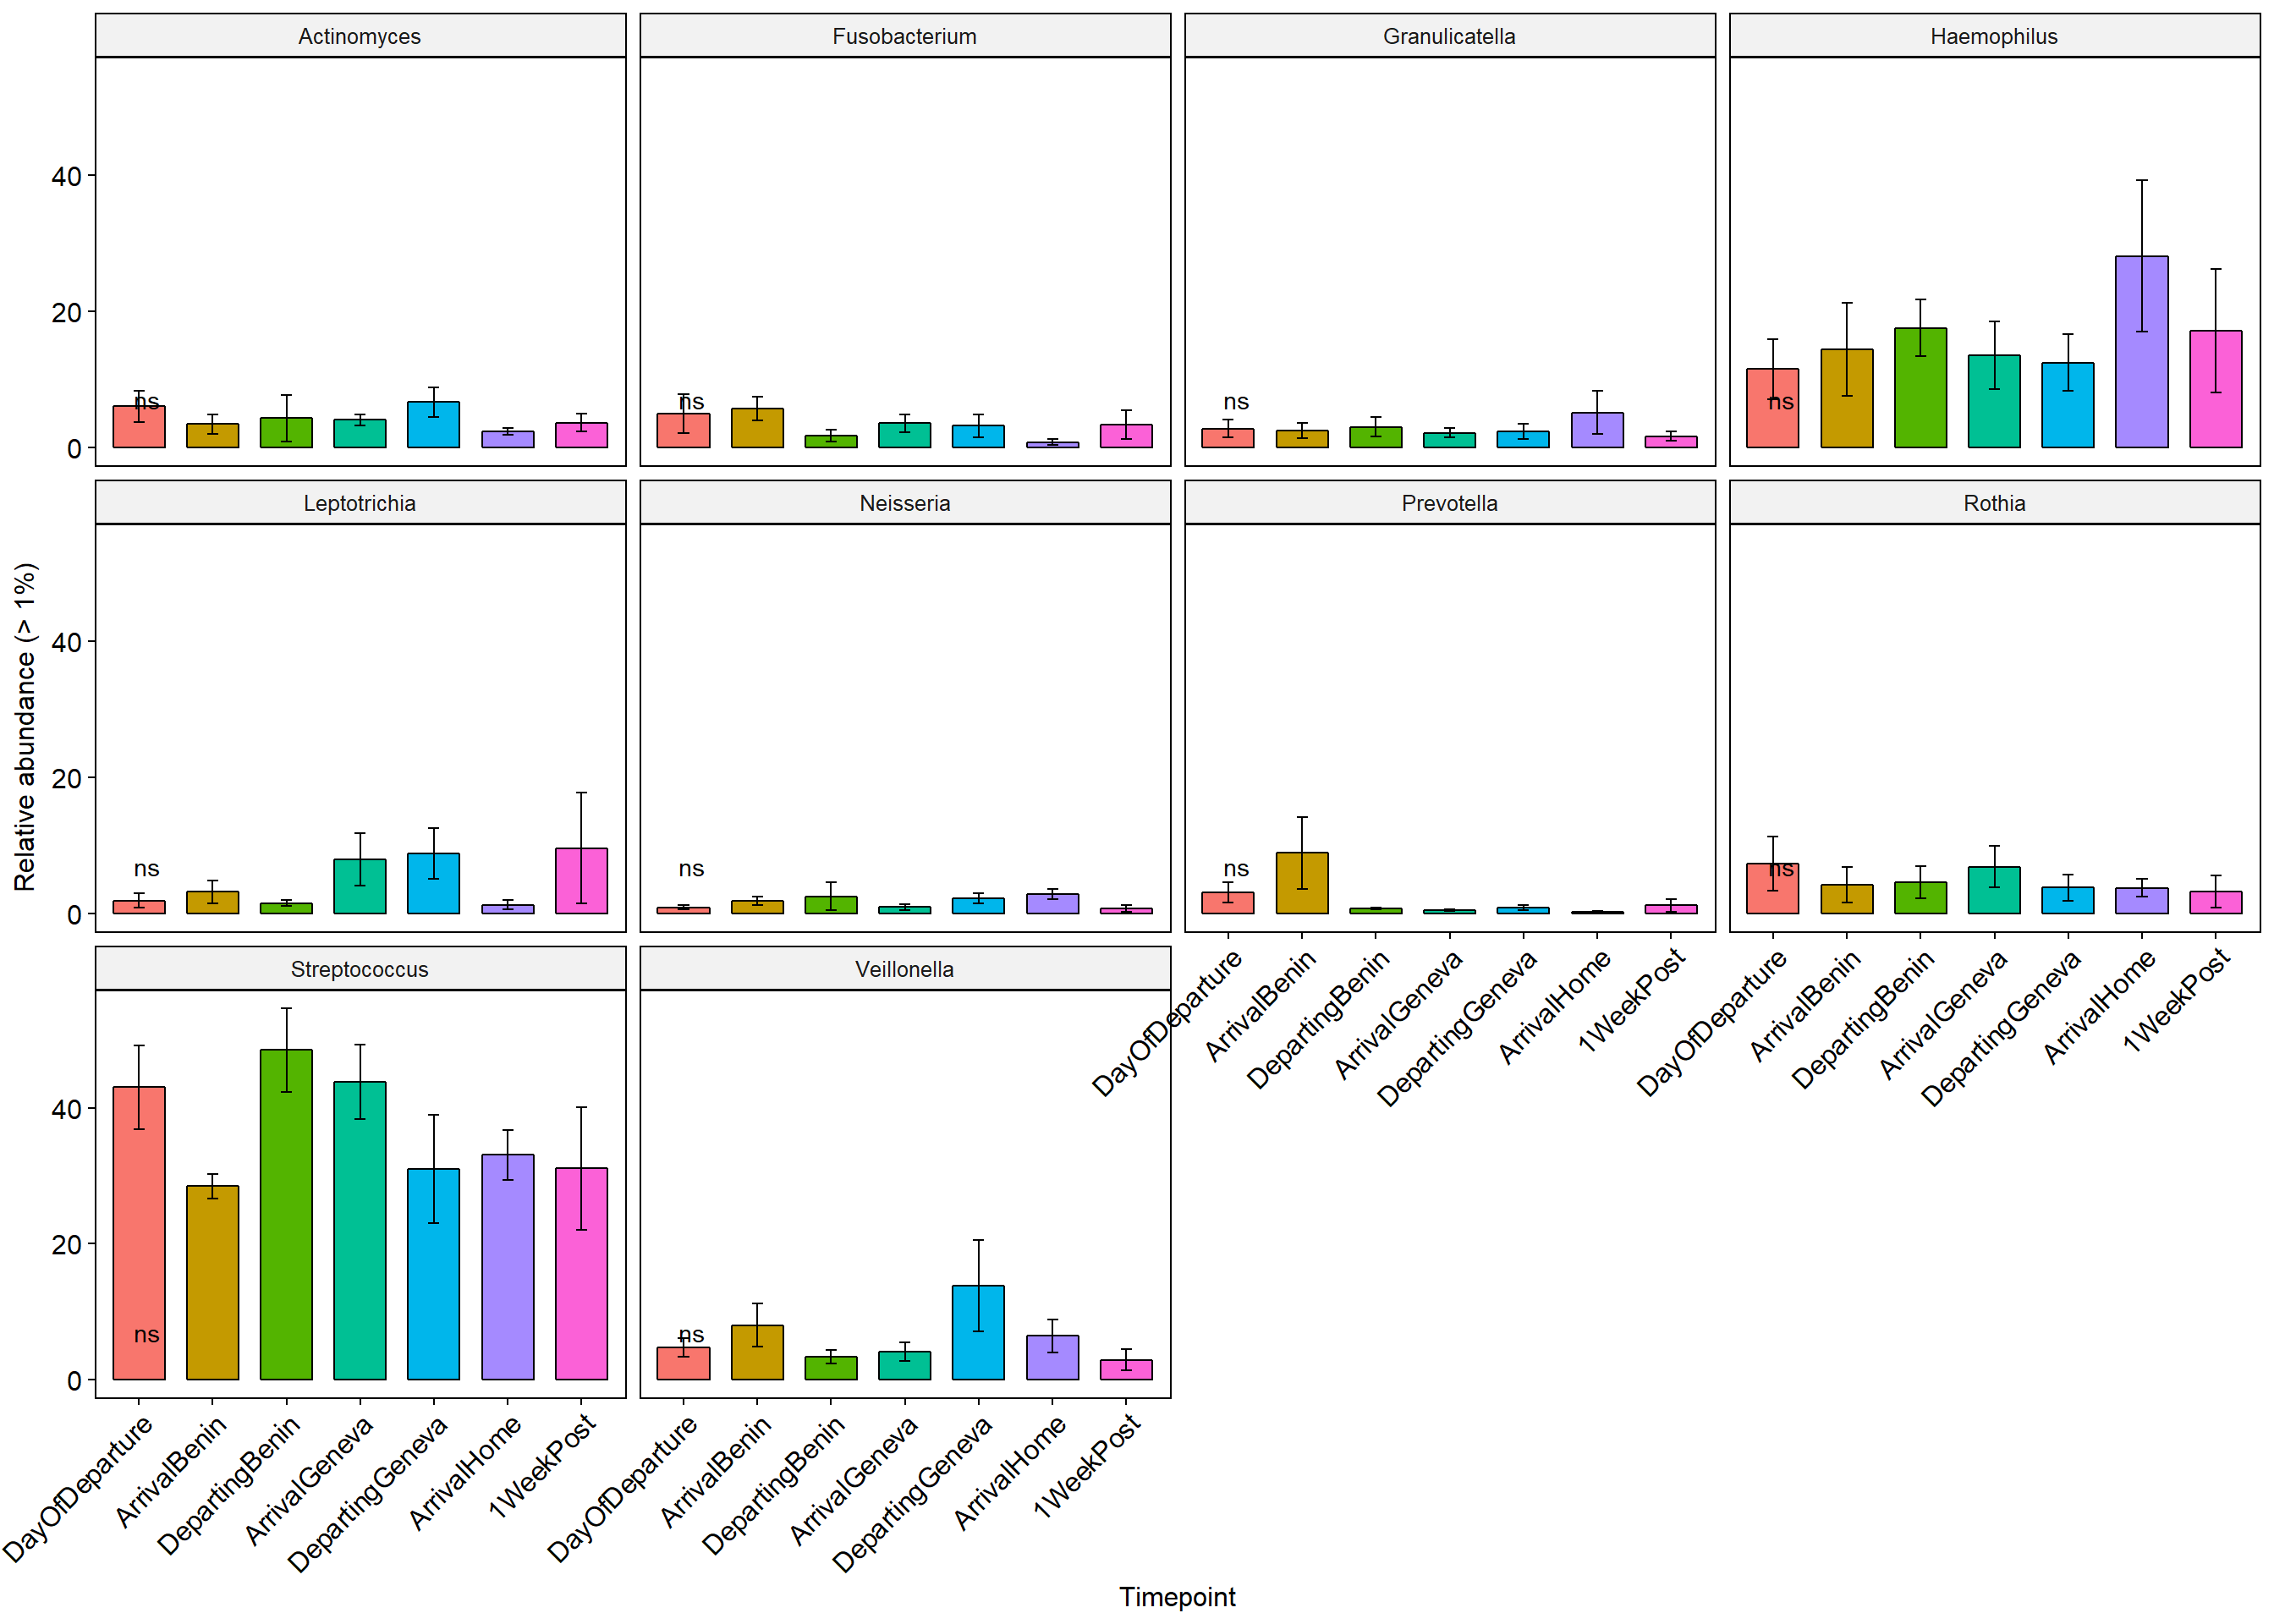 Actinomyces
Fusobacterium
Granulicatella
Haemophilus
40
20
0
ns
ns
ns
ns
Leptotrichia
Neisseria
Prevotella
Rothia
Relative abundance (> 1%)
40
20
0
ns
ns
ns
ns
DayOfDeparture
ArrivalBenin
DepartingBenin
ArrivalGeneva
DepartingGeneva
ArrivalHome
1WeekPost
DayOfDeparture
ArrivalBenin
DepartingBenin
ArrivalGeneva
DepartingGeneva
ArrivalHome
1WeekPost
Streptococcus
Veillonella
40
20
0
ns
ns
DayOfDeparture
ArrivalBenin
DepartingBenin
ArrivalGeneva
DepartingGeneva
ArrivalHome
1WeekPost
DayOfDeparture
ArrivalBenin
DepartingBenin
ArrivalGeneva
DepartingGeneva
ArrivalHome
1WeekPost
Timepoint